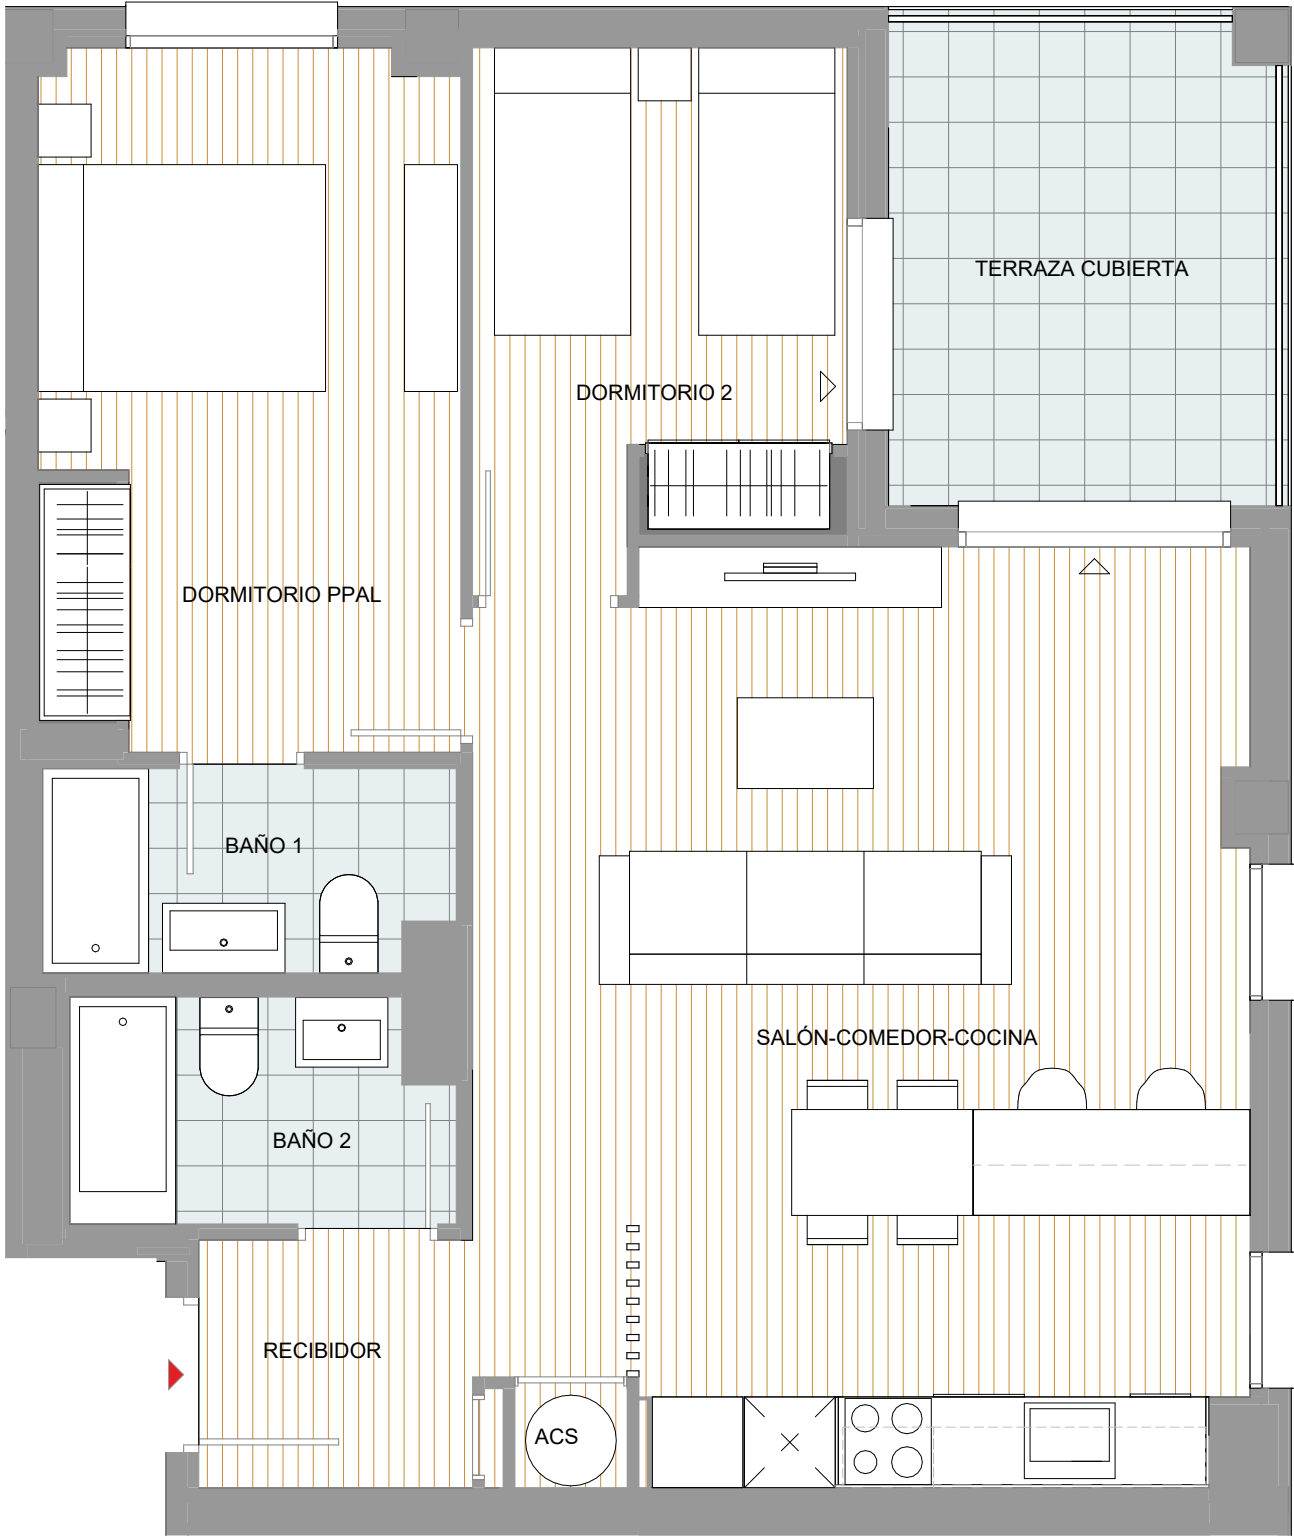 TERRAZA CUBIERTA
DORMITORIO 2
DORMITORIO PPAL
BAÑO 1
SALÓN-COMEDOR-COCINA
BAÑO 2
RECIBIDOR
ACS